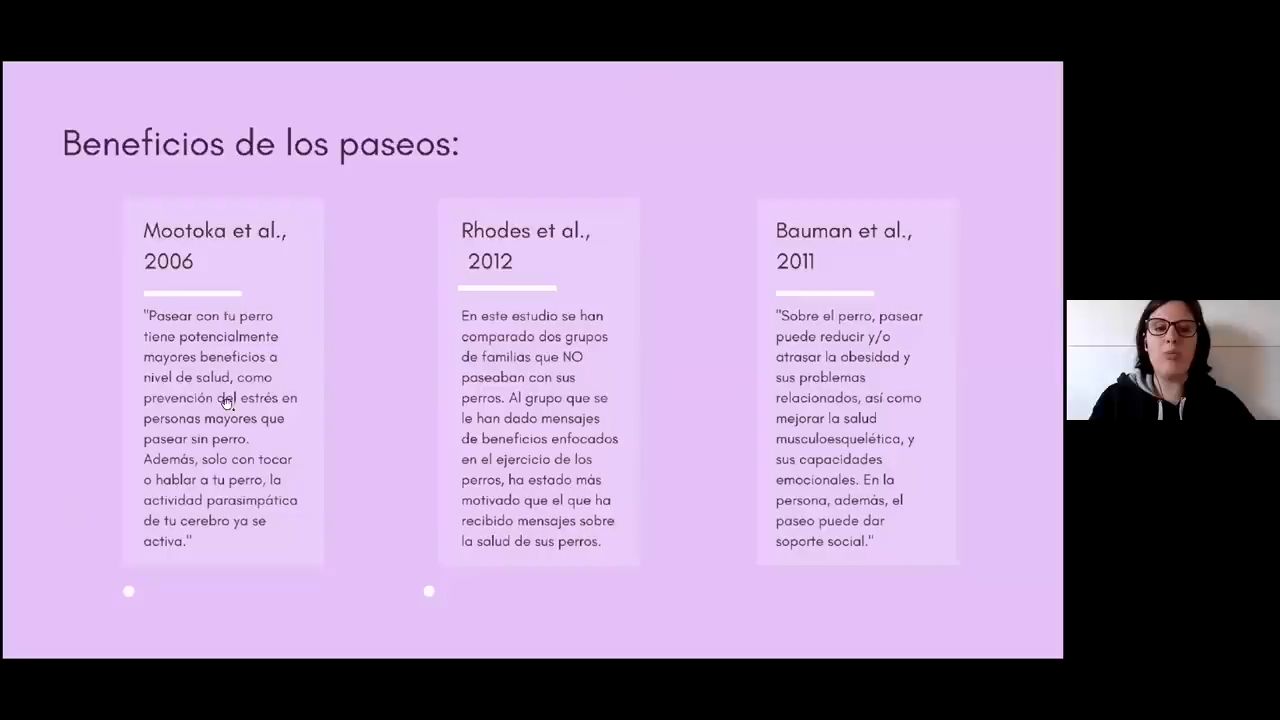 Beneficios de los paseos:
Mootoka et al.,
2006
"Pasear con tu perro
tiene potencialmente
mayores beneficios a
nivel de salud, como
prevención del estrés en
personas mayores que
pasear sin perro.
Además, solo con tocar
o hablar a tu perro, la
actividad parasimpática
de tu cerebro ya se
activa."
Rhodes et al.,
2012
En este estudio se han
comparado dos grupos
de familias que NO
paseaban con sus
perros. Al grupo que se
le han dado mensajes
de beneficios enfocados
en el ejercicio de los
perros, ha estado más
motivado que el que ha
recibido mensajes sobre
la salud de sus perros.
Bauman et al.,
2011
"Sobre el perro, pasear
puede reducir y/o
atrasar la obesidad y
sus problemas
relacionados, así como
mejorar la salud
musculoesquelética, y
sus capacidades
emocionales. En la
persona, además, el
paseo puede dar
soporte social."